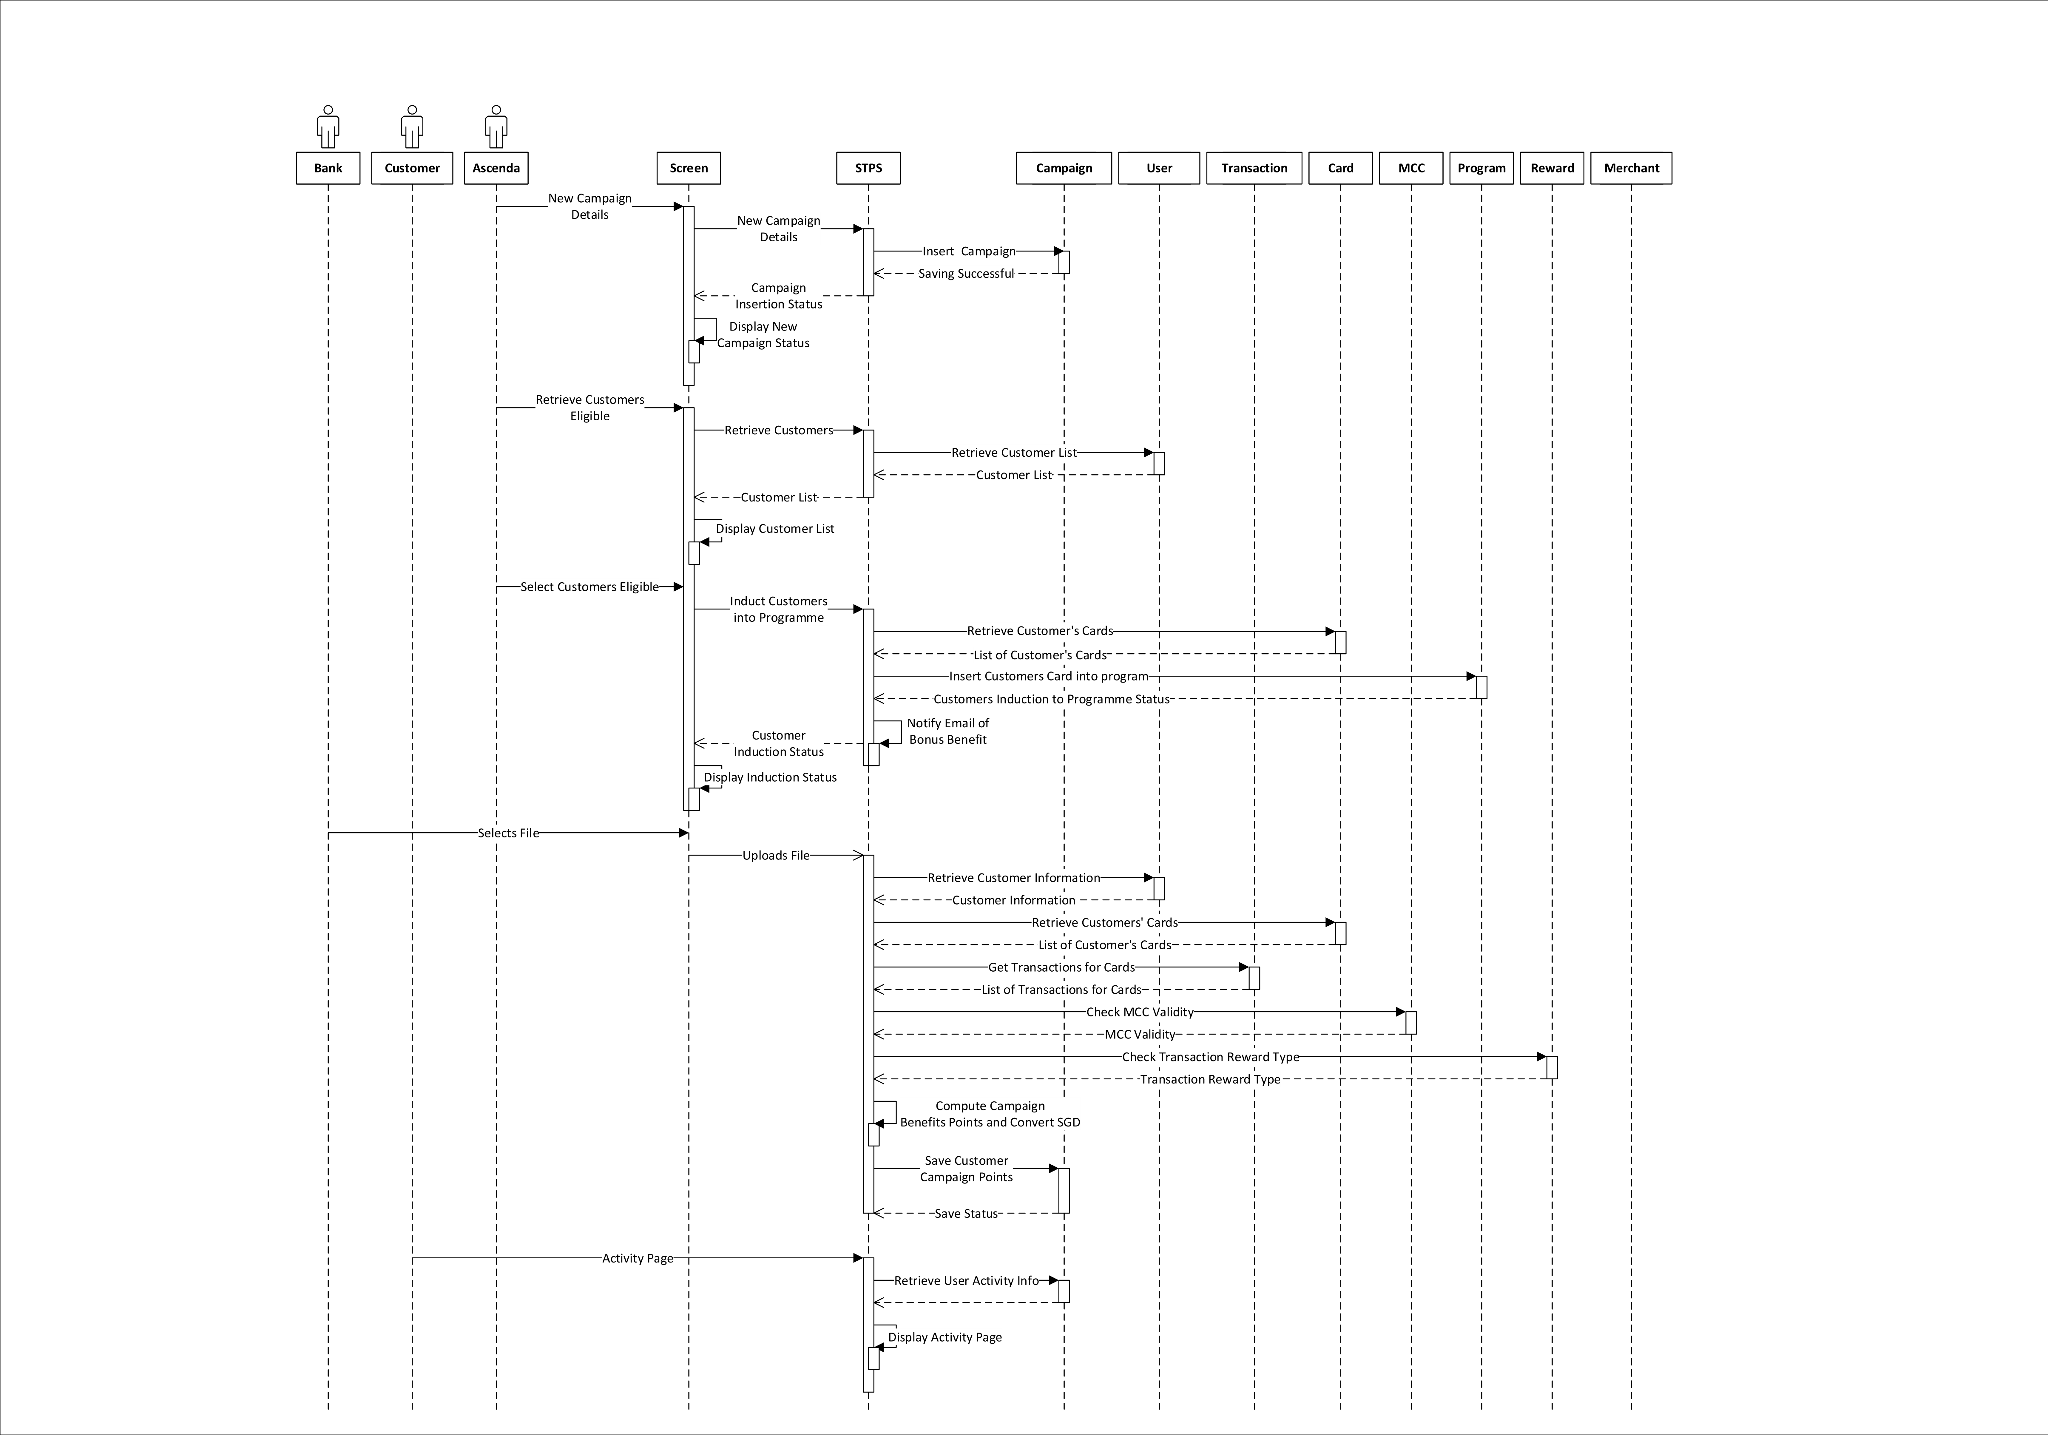 Bank
Customer
Ascenda
Screen
STPS
Campaign
User
Transaction
Card
MCC
Program
Reward
Merchant
New Campaign
Details
New Campaign
Details
Insert  Campaign
Saving Successful
Campaign
Insertion Status
Display New
Campaign Status
Retrieve Customers
Eligible
Retrieve Customers
Retrieve Customer List
Customer List
Customer List
Display Customer List
Select Customers Eligible
Induct Customers
into Programme
Retrieve Customer's Cards
List of Customer's Cards
Insert Customers Card into program
Customers Induction to Programme Status
Notify Email of
Bonus Benefit
Customer
Induction Status
Display Induction Status
Selects File
Uploads File
Retrieve Customer Information
Customer Information
Retrieve Customers' Cards
List of Customer's Cards
Get Transactions for Cards
List of Transactions for Cards
Check MCC Validity
MCC Validity
Check Transaction Reward Type
Transaction Reward Type
Compute Campaign
Benefits Points and Convert SGD
Save Customer
Campaign Points
Save Status
Activity Page
Retrieve User Activity Info
Display Activity Page